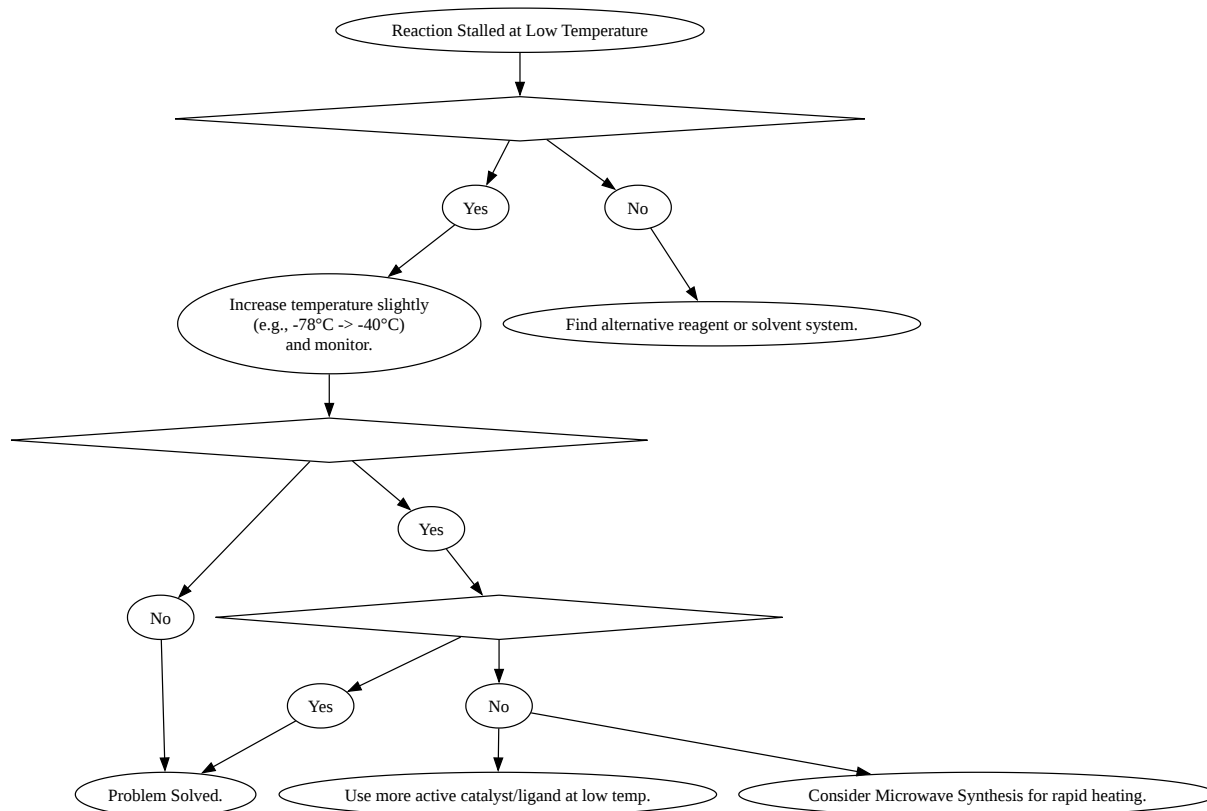 Reaction Stalled at Low Temperature
Yes
No
Increase temperature slightly
(e.g., -78°C -> -40°C)
and monitor.
Find alternative reagent or solvent system.
Yes
No
Yes
No
Problem Solved.
Use more active catalyst/ligand at low temp.
Consider Microwave Synthesis for rapid heating.